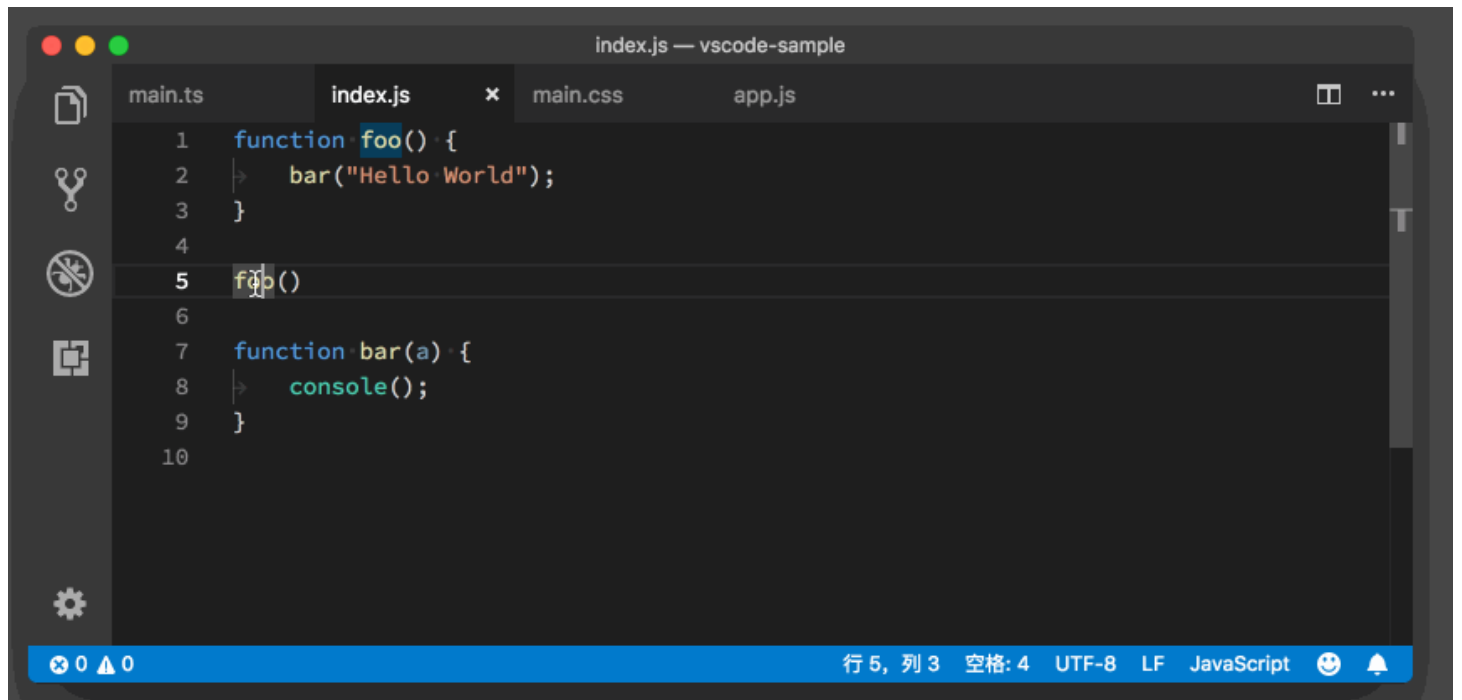 index.js — vscode-sample
main.ts index.js × main.css app.js
1 function foo() {
2 bar("Hello World");
3 }
4
5 foo()
6
7 function bar(a) {
8 console();
9 }
10
0 0 行 5，列 3 空格: 4 UTF-8 LF JavaScript